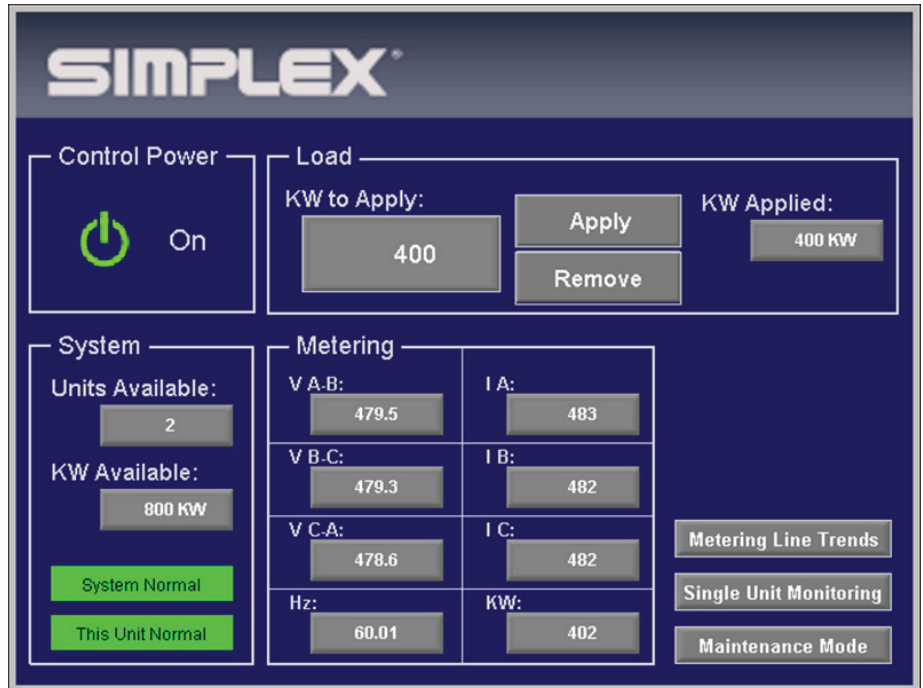 SIMPLEX®
Control Power
On
Load
KW to Apply:
400
Apply
Remove
KW Applied:
400 KW
System
Units Available:
2
KW Available:
800 KW
System Normal
This Unit Normal
Metering
V A-B:
479.5
I A:
483
V B-C:
479.3
I B:
482
V C-A:
478.6
I C:
482
Hz:
60.01
KW:
402
Metering Line Trends
Single Unit Monitoring
Maintenance Mode